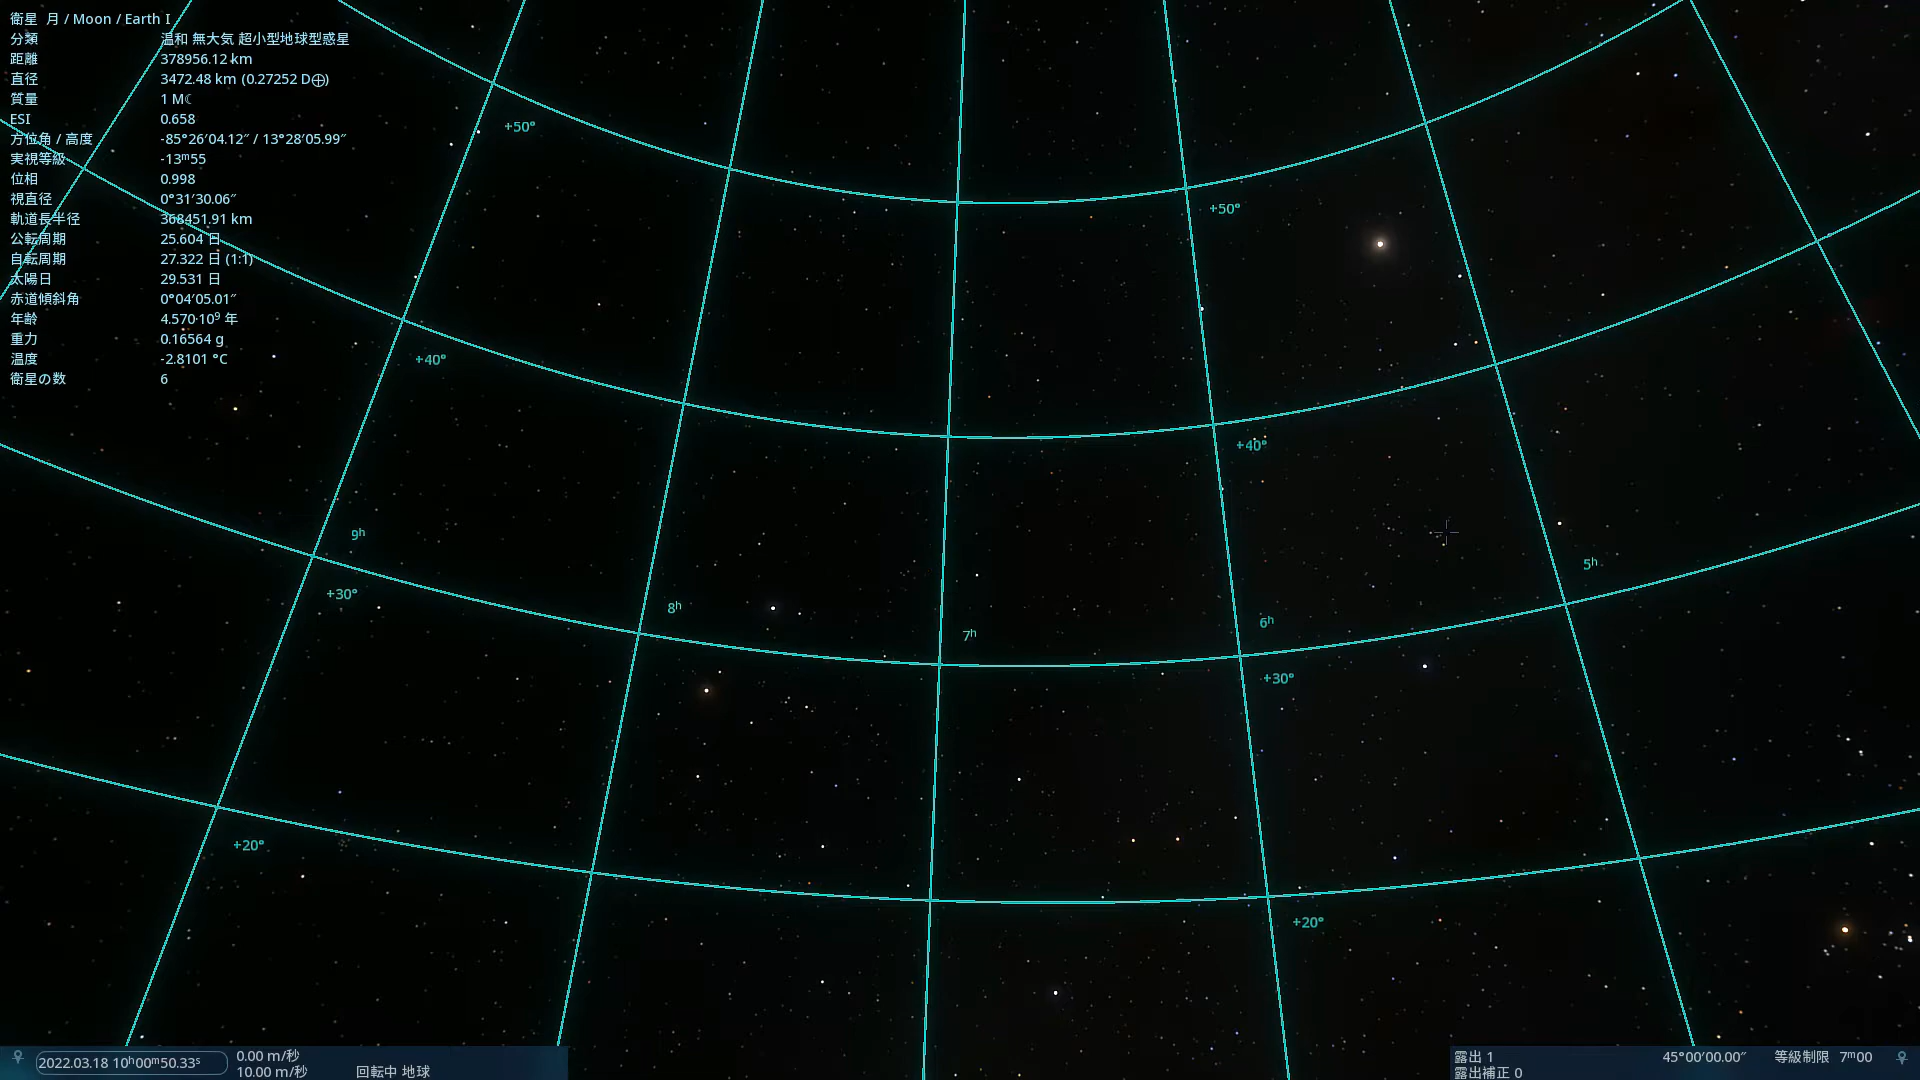 衛星 月 / Moon / Earth I
分類 温和 無大気 超小型地球型惑星
距離 378956.12 km
直径 3472.48 km (0.27252 D⊕)
質量 1 M☾
ESI 0.658
方位角 / 高度 -85°26′04.12″ / 13°28′05.99″
実視等級 -13ᵐ55
位相 0.998
視直径 0°31′30.06″
軌道長半径 368451.91 km
公転周期 25.604 日
自転周期 27.322 日 (1:1)
太陽日 29.531 日
赤道傾斜角 0°04′05.01″
年齢 4.570·10⁹ 年
重力 0.16564 g
温度 -2.8101 °C
衛星の数 6
+50°
+50°
+40°
+40°
9ʰ
5ʰ
+30°
8ʰ
6ʰ
7ʰ
+30°
+20°
+20°
2022.03.18 10ʰ00ᵐ50.33ˢ
0.00 m/秒
10.00 m/秒 回転中 地球
露出 1 45°00′00.00″ 等級制限 7ᵐ00
露出補正 0